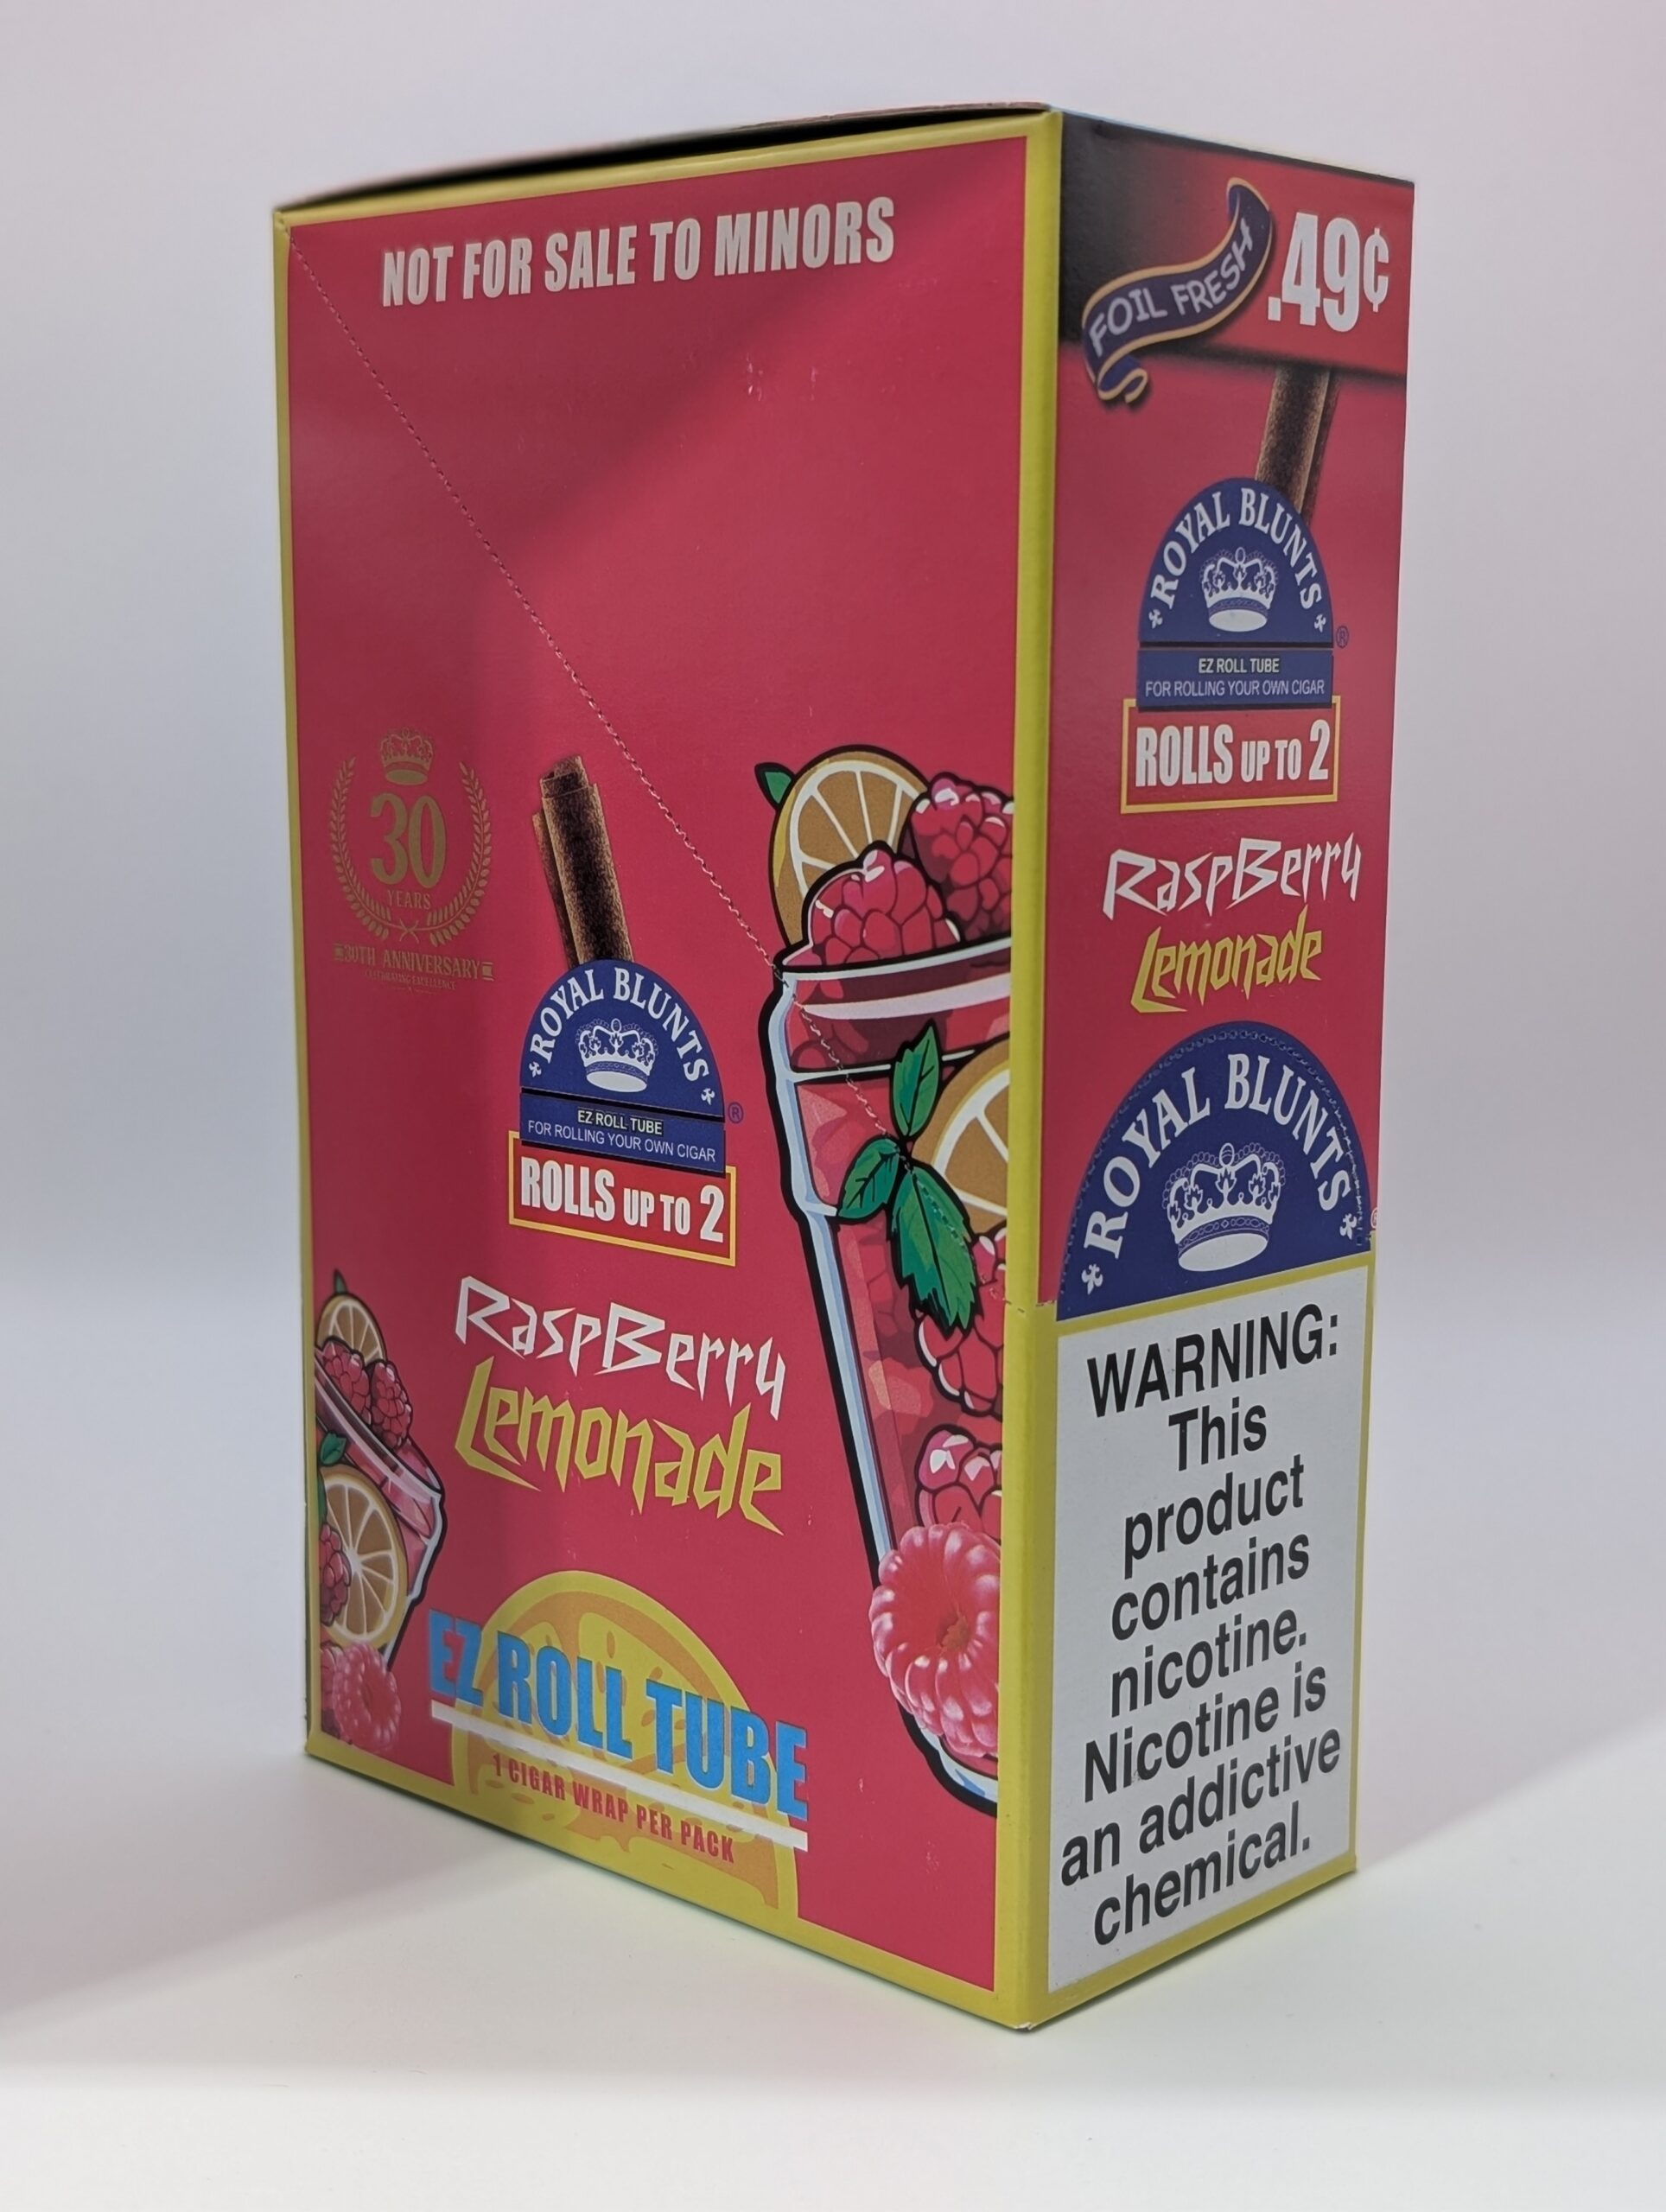 NOT FOR SALE TO MINORS
30
YEARS
30TH ANNIVERSARY
CELEBRATING EXCELLENCE
ROYAL BLUNTS
®
EZ ROLL TUBE
FOR ROLLING YOUR OWN CIGAR
ROLLS UP TO 2
RaspBerry
Lemonade
EZ ROLL TUBE
1 CIGAR WRAP PER PACK
FOIL FRESH
.49¢
ROYAL BLUNTS
®
EZ ROLL TUBE
FOR ROLLING YOUR OWN CIGAR
ROLLS UP TO 2
RaspBerry
Lemonade
ROYAL BLUNTS
®
WARNING:
This
product
contains
nicotine.
Nicotine is
an addictive
chemical.